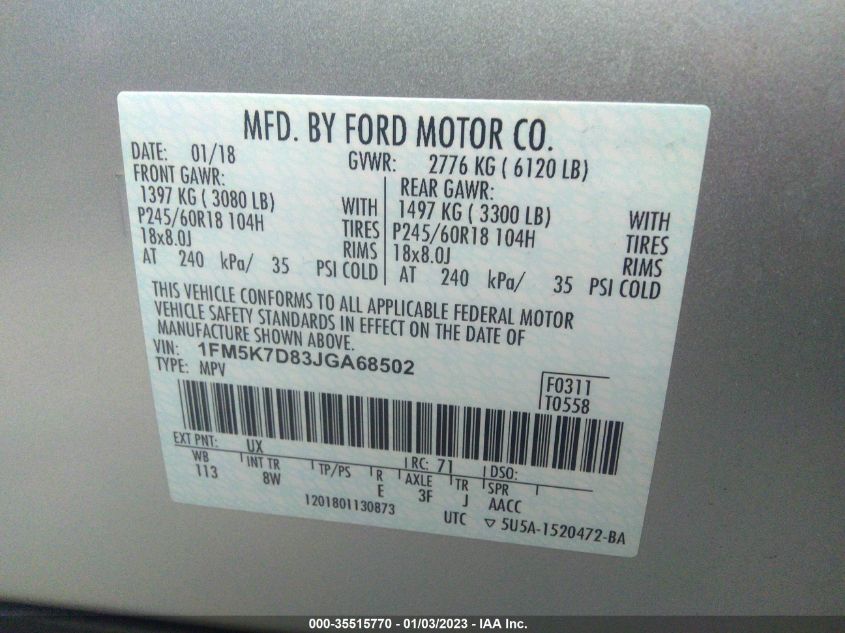 MFD. BY FORD MOTOR CO.
DATE: 01/18 GVWR: 2776 KG ( 6120 LB)
FRONT GAWR: REAR GAWR:
1397 KG ( 3080 LB) WITH 1497 KG ( 3300 LB) WITH
P245/60R18 104H TIRES P245/60R18 104H TIRES
18x8.0J RIMS 18x8.0J RIMS
AT 240 kPa/ 35 PSI COLD AT 240 kPa/ 35 PSI COLD
THIS VEHICLE CONFORMS TO ALL APPLICABLE FEDERAL MOTOR
VEHICLE SAFETY STANDARDS IN EFFECT ON THE DATE OF
MANUFACTURE SHOWN ABOVE.
VIN: 1FM5K7D83JGA68502
TYPE: MPV F0311
T0558
EXT PNT: UX RC: 71 DSO:
WB INT TR TP/PS R AXLE TR SPR
113 8W E 3F J AACC
1201801130873 UTC ▽ 5U5A-1520472-BA
000-35515770 - 01/03/2023 - IAA Inc.